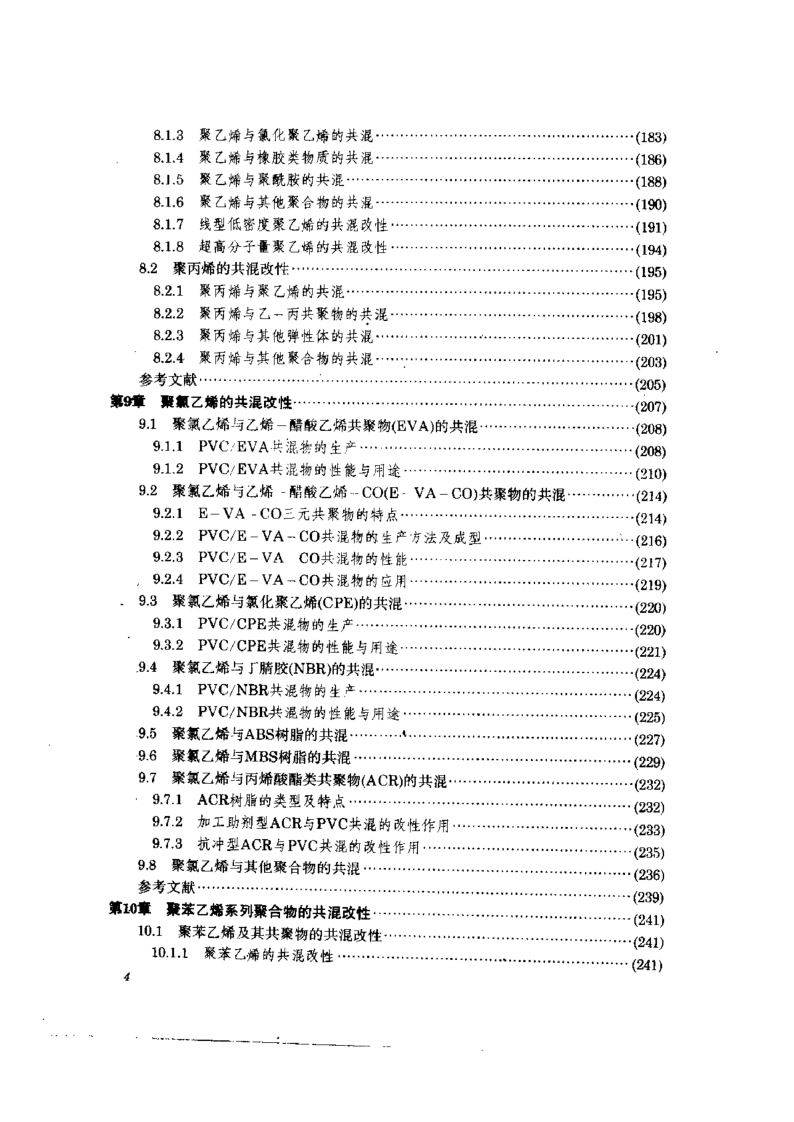 8.1.3 聚乙烯与氯化聚乙烯的共混……………………………(183)
8.1.4 聚乙烯与橡胶类物质的共混……………………………(186)
8.1.5 聚乙烯与聚酰胺的共混……………………………(188)
8.1.6 聚乙烯与其他聚合物的共混……………………………(190)
8.1.7 线型低密度聚乙烯的共混改性……………………………(191)
8.1.8 超高分子量聚乙烯的共混改性……………………………(194)
8.2 聚丙烯的共混改性……………………………(195)
8.2.1 聚丙烯与聚乙烯的共混……………………………(195)
8.2.2 聚丙烯与乙-丙共聚物的共混……………………………(198)
8.2.3 聚丙烯与其他弹性体的共混……………………………(201)
8.2.4 聚丙烯与其他聚合物的共混……………………………(203)
参考文献……………………………(205)
第9章 聚氯乙烯的共混改性……………………………(207)
9.1 聚氯乙烯与乙烯-醋酸乙烯共聚物(EVA)的共混……………………………(208)
9.1.1 PVC/EVA共混物的生产……………………………(208)
9.1.2 PVC/EVA共混物的性能与用途……………………………(210)
9.2 聚氯乙烯与乙烯-醋酸乙烯-CO(E-VA-CO)共聚物的共混……………(214)
9.2.1 E-VA-CO三元共聚物的特点……………………………(214)
9.2.2 PVC/E-VA-CO共混物的生产方法及成型……………………………(216)
9.2.3 PVC/E-VA CO共混物的性能……………………………(217)
9.2.4 PVC/E-VA-CO共混物的应用……………………………(219)
9.3 聚氯乙烯与氯化聚乙烯(CPE)的共混……………………………(220)
9.3.1 PVC/CPE共混物的生产……………………………(220)
9.3.2 PVC/CPE共混物的性能与用途……………………………(221)
9.4 聚氯乙烯与丁腈胶(NBR)的共混……………………………(224)
9.4.1 PVC/NBR共混物的生产……………………………(224)
9.4.2 PVC/NBR共混物的性能与用途……………………………(225)
9.5 聚氯乙烯与ABS树脂的共混……………………………(227)
9.6 聚氯乙烯与MBS树脂的共混……………………………(229)
9.7 聚氯乙烯与丙烯酸酯类共聚物(ACR)的共混……………………………(232)
9.7.1 ACR树脂的类型及特点……………………………(232)
9.7.2 加工助剂型ACR与PVC共混的改性作用……………………………(233)
9.7.3 抗冲型ACR与PVC共混的改性作用……………………………(235)
9.8 聚氯乙烯与其他聚合物的共混……………………………(236)
参考文献……………………………(239)
第10章 聚苯乙烯系列聚合物的共混改性……………………………(241)
10.1 聚苯乙烯及其共聚物的共混改性……………………………(241)
10.1.1 聚苯乙烯的共混改性……………………………(241)
4